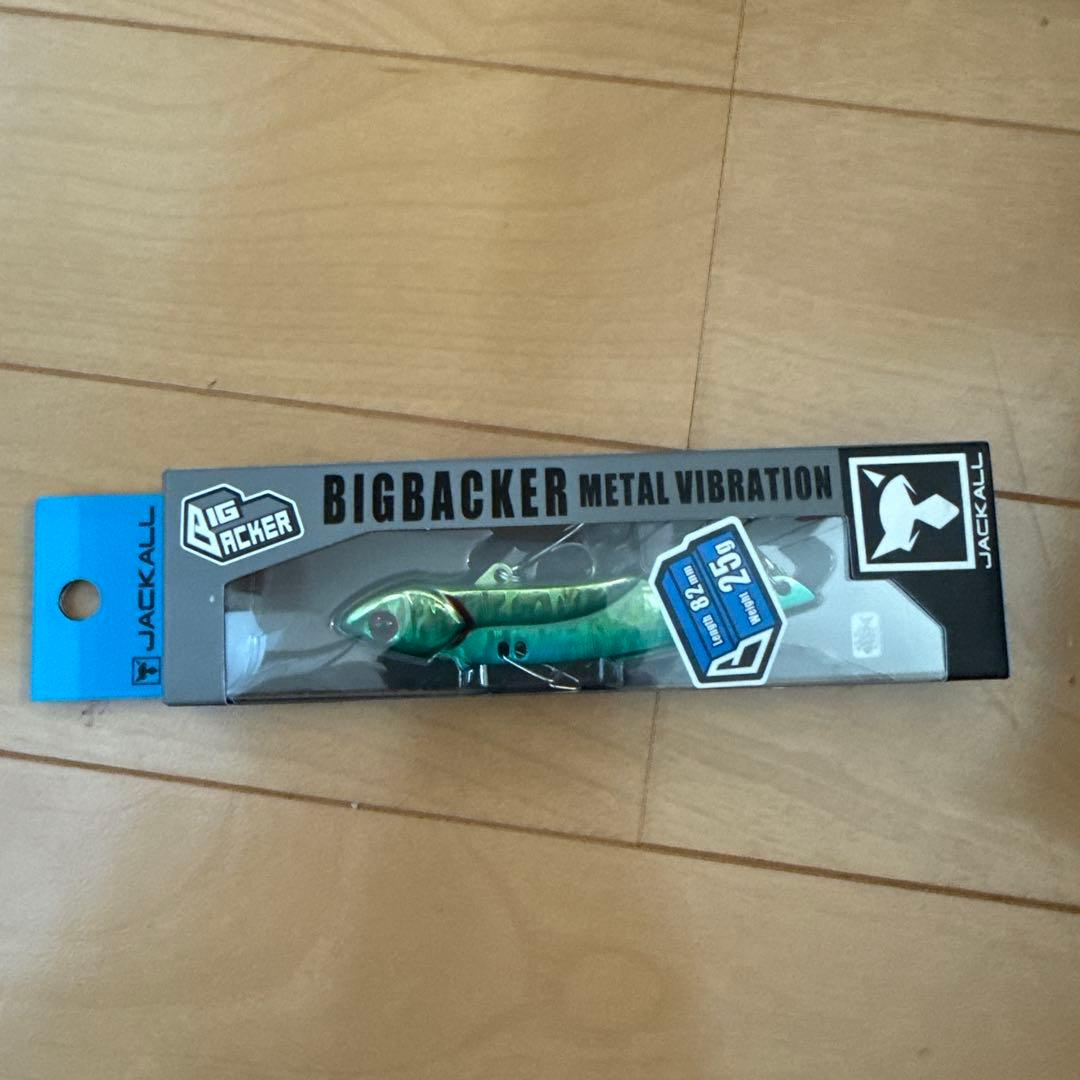 JACKALL
BIG
BACKER
BIGBACKER METAL VIBRATION
Length 82mm
Weight 25g
JACKALL